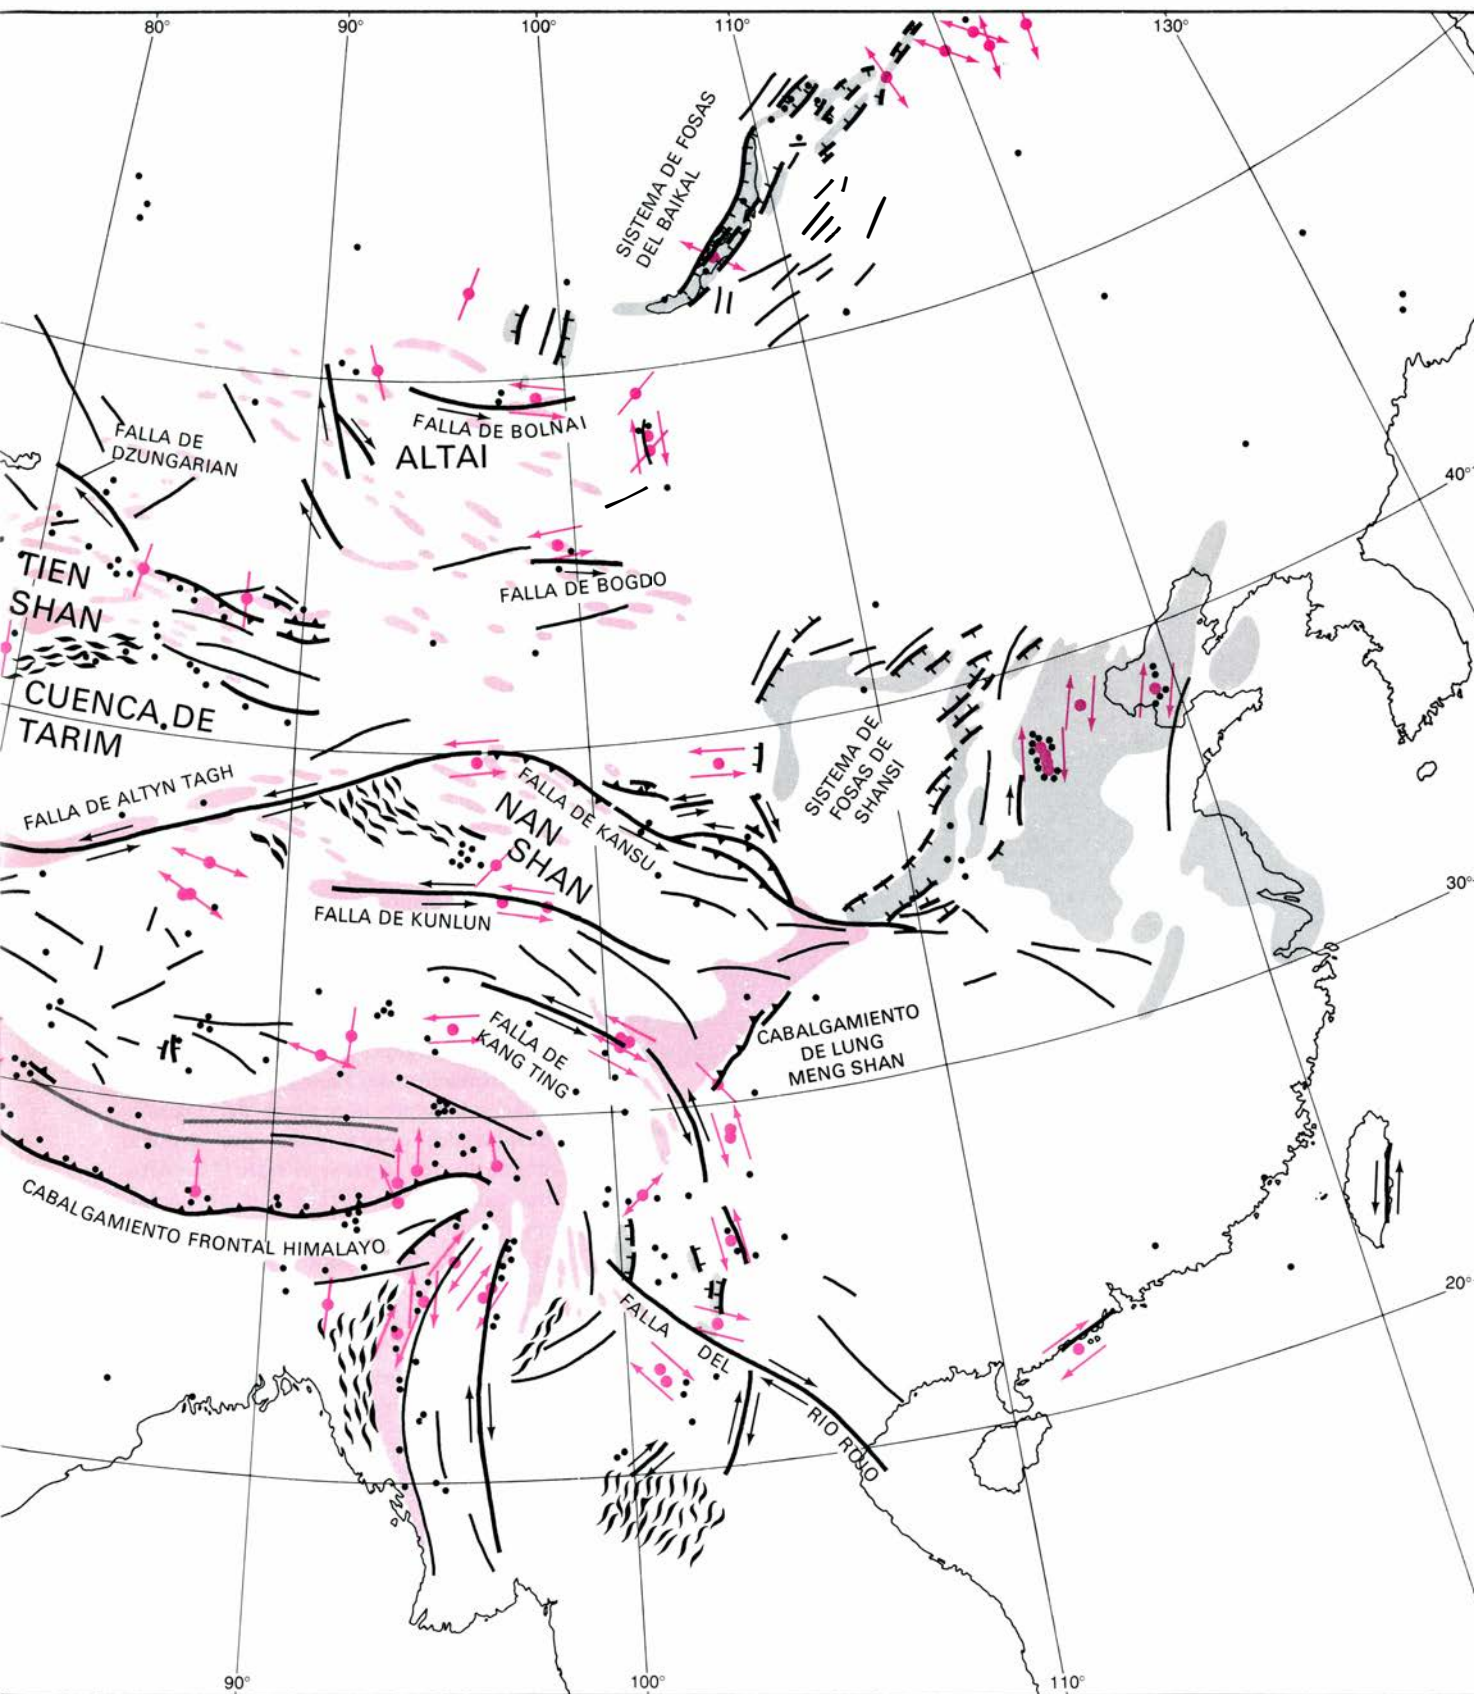 80°
90°
100°
110°
130°
SISTEMA DE FOSAS
DEL BAIKAL
FALLA DE
DZUNGARIAN
FALLA DE BOLNAI
ALTAI
40°
TIEN
SHAN
FALLA DE BOGDO
CUENCA DE
TARIM
SISTEMA DE
FOSAS DE
SHANSI
FALLA DE ALTYN TAGH
FALLA DE KANSU
NAN
SHAN
30°
FALLA DE KUNLUN
FALLA DE
KANG TING
CABALGAMIENTO
DE LUNG
MENG SHAN
CABALGAMIENTO FRONTAL HIMALAYO
20°
FALLA
DEL
RIO ROJO
90°
100°
110°